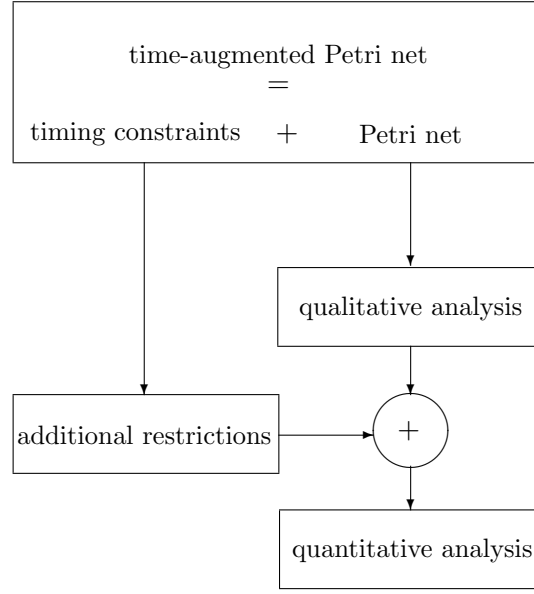 time-augmented Petri net
=
timing constraints + Petri net
qualitative analysis
additional restrictions
+
quantitative analysis